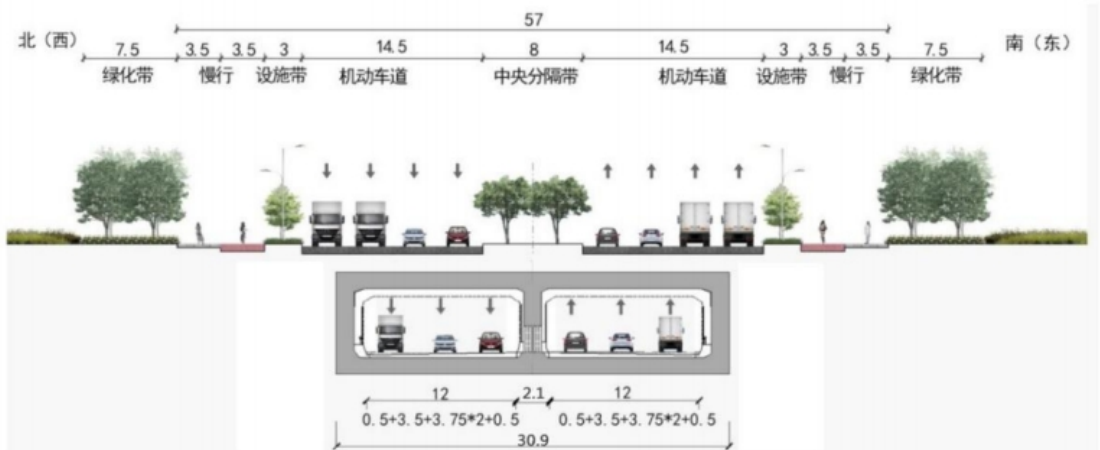 57
北（西）
南（东）
7.5 3.5 3.5 3 14.5 8 14.5 3 3.5 3.5 7.5
绿化带 慢行 设施带 机动车道 中央分隔带 机动车道 设施带 慢行 绿化带
12 2.1 12
0.5+3.5+3.75*2+0.5 0.5+3.5+3.75*2+0.5
30.9